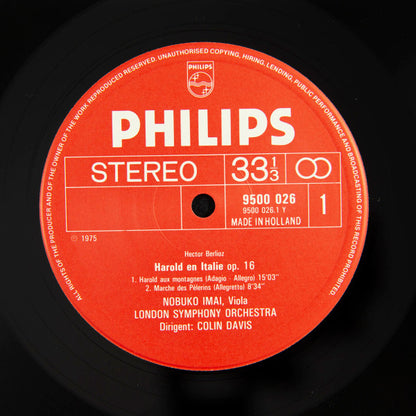 ALL RIGHTS OF THE PRODUCER AND OF THE OWNER OF THE WORK REPRODUCED RESERVED. UNAUTHORISED COPYING, HIRING, LENDING, PUBLIC PERFORMANCE AND BROADCASTING OF THIS RECORD PROHIBITED.
PHILIPS
PHILIPS
STEREO
33 1/3
9500 026
9500 026.1 Y
MADE IN HOLLAND
1
℗ 1975
Hector Berlioz
Harold en Italie op. 16
1. Harold aux montagnes (Adagio - Allegro) 15'03"
2. Marche des Pèlerins (Allegretto) 8'34"
NOBUKO IMAI, Viola
LONDON SYMPHONY ORCHESTRA
Dirigent: COLIN DAVIS